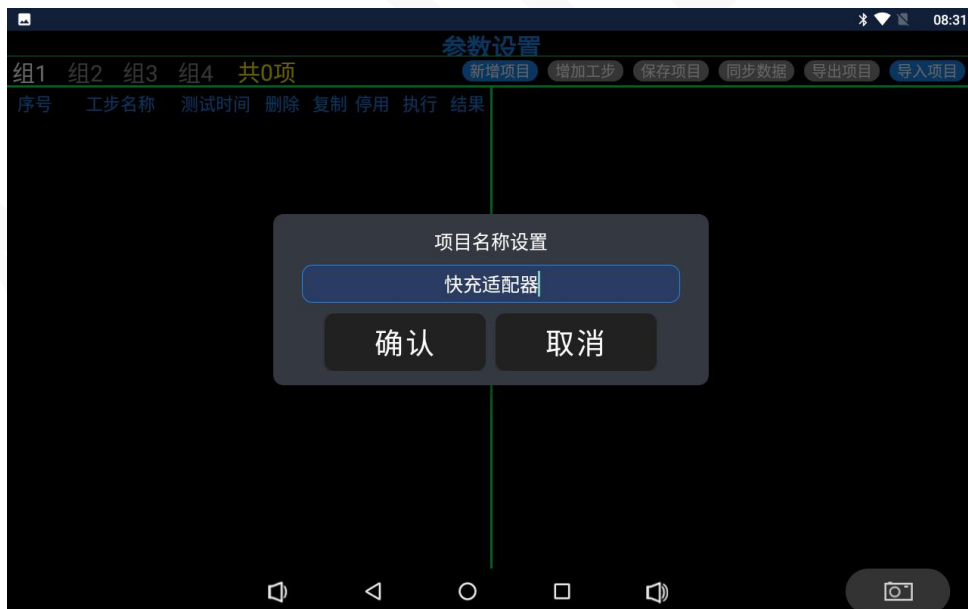 08:31
参数设置
组1 组2 组3 组4 共0项 新增项目 增加工步 保存项目 同步数据 导出项目 导入项目
序号 工步名称 测试时间 删除 复制 停用 执行 结果
项目名称设置
快充适配器
确认 取消